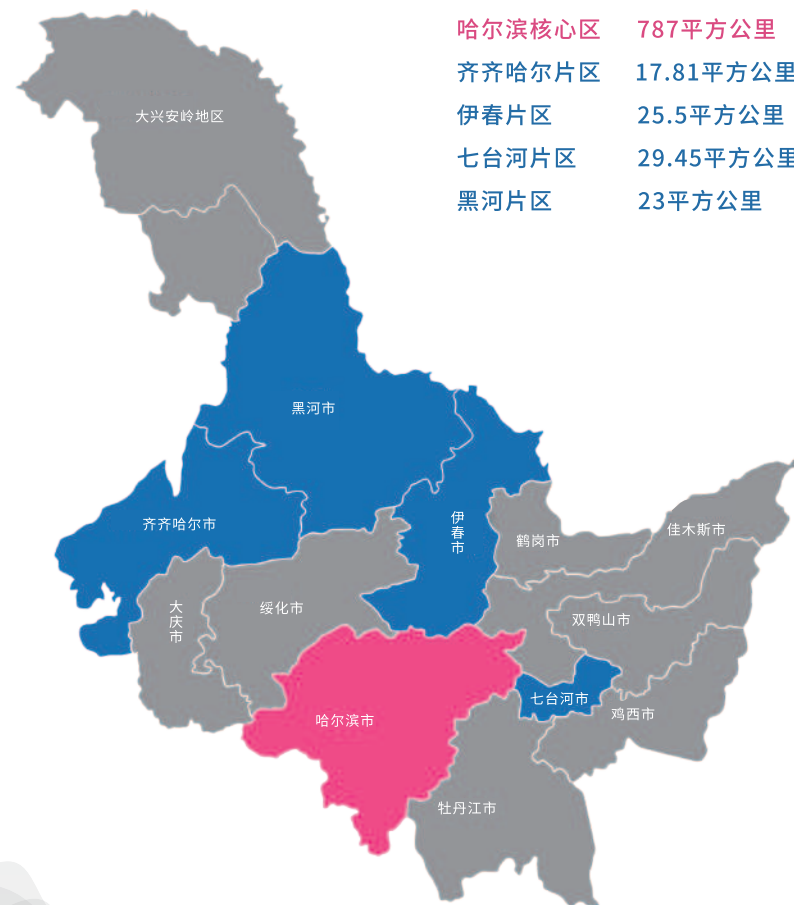 哈尔滨核心区 787平方公里
齐齐哈尔片区 17.81平方公里
伊春片区 25.5平方公里
七台河片区 29.45平方公里
黑河片区 23平方公里
大兴安岭地区
黑河市
齐齐哈尔市
伊春市
鹤岗市
佳木斯市
大庆市
绥化市
双鸭山市
七台河市
鸡西市
哈尔滨市
牡丹江市